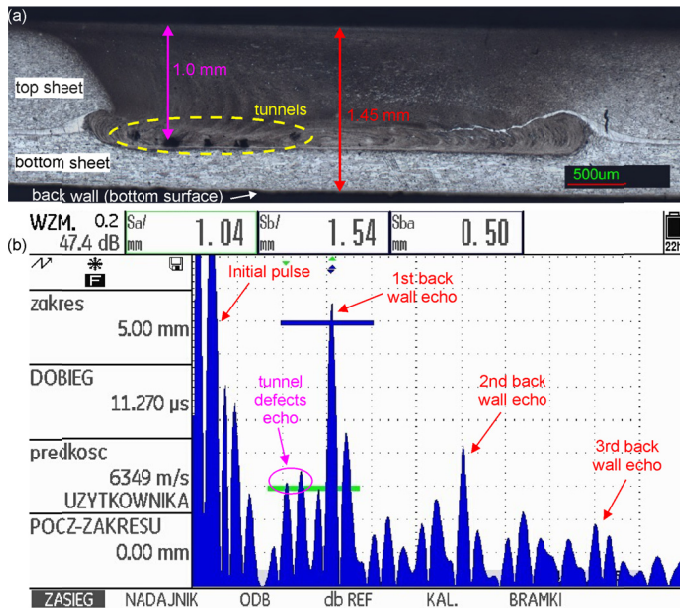 (a)
1.0 mm
top sheet
tunnels
1.45 mm
bottom sheet
500um
back wall (bottom surface)
WZM. 0.2
47.4 dB
Sa/
mm
1.04
Sb/
mm
1.54
Sba
mm
0.50
22h
(b)
F
Initial pulse
1st back
wall echo
zakres
5.00 mm
DOBIEG
11.270 µs
tunnel
defects
echo
2nd back
wall echo
prędkosc
6349 m/s
UZYTKOWNIKA
3rd back
wall echo
POCZ-ZAKRESU
0.00 mm
ZASIEG NADAJNIK ODB db REF KAL. BRAMKI